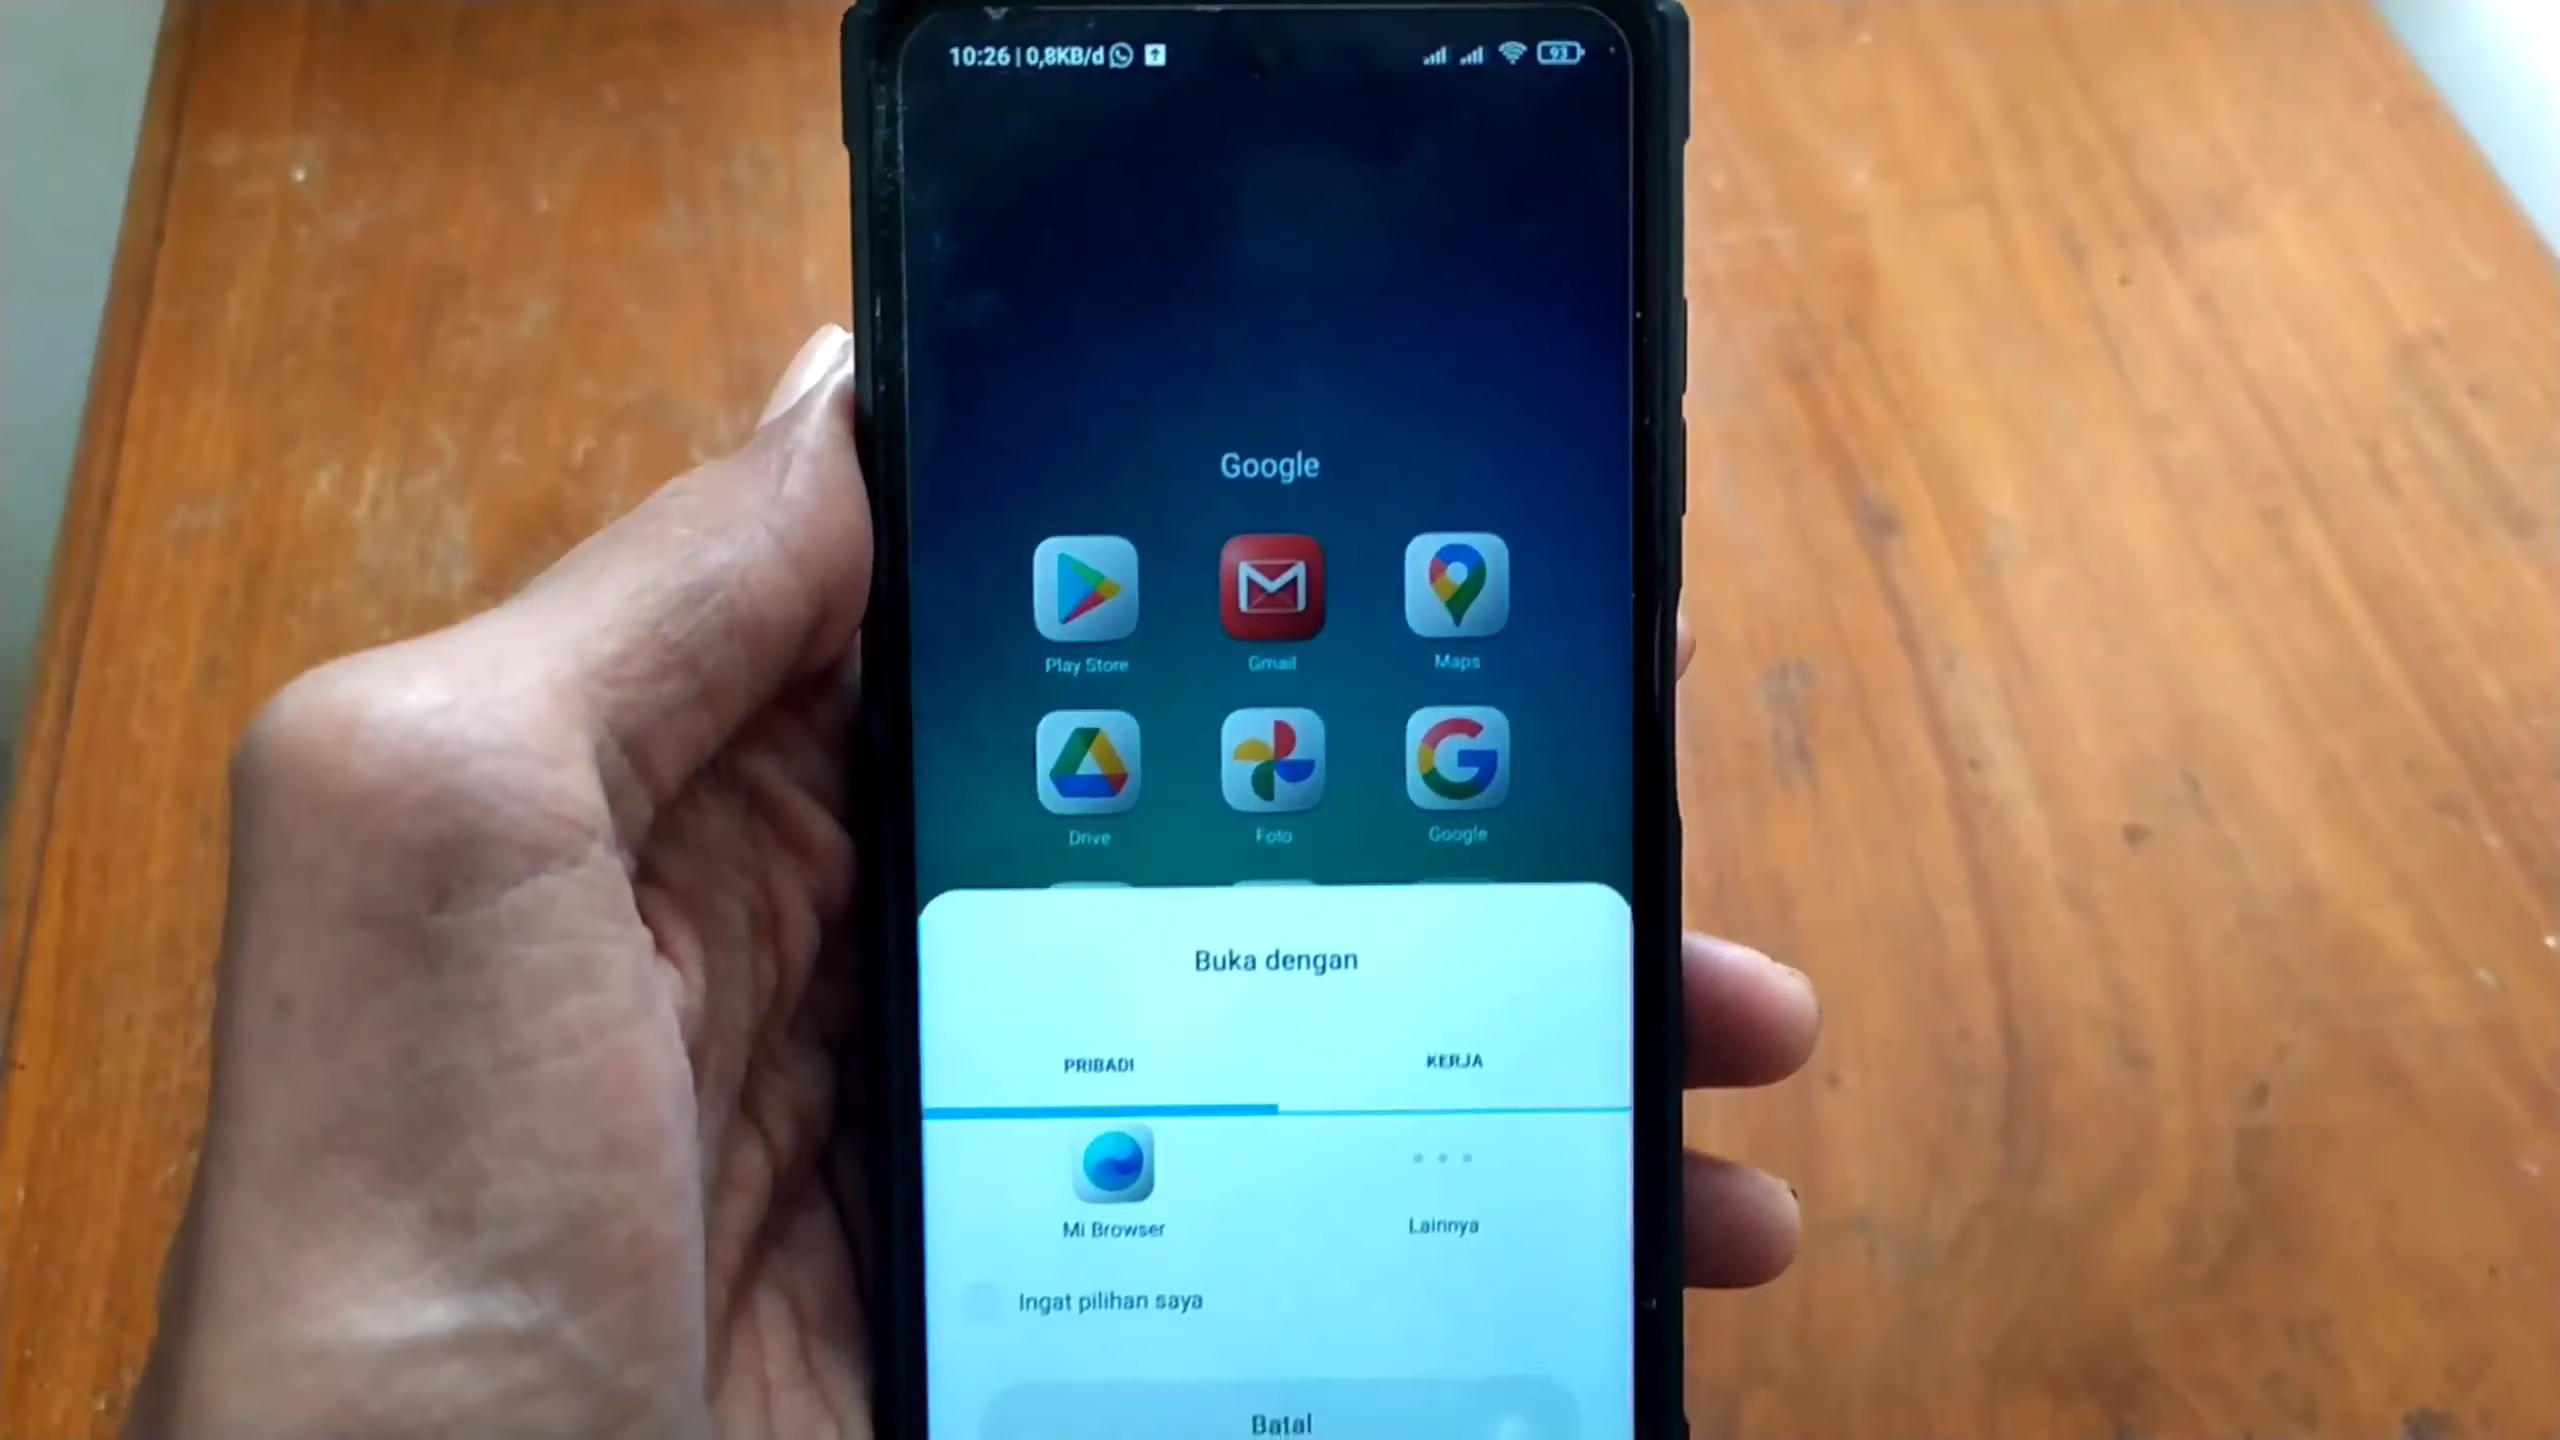 10:26 | 0,8KB/d
93
Google
Play Store
Gmail
Maps
Drive
Foto
Google
Buka dengan
PRIBADI
KERJA
Mi Browser
Lainnya
Ingat pilihan saya
Batal